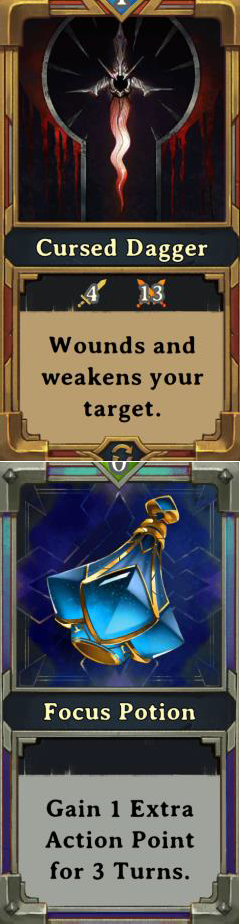 Cursed Dagger
4 13
Wounds and
weakens your
target.
0
Focus Potion
Gain 1 Extra
Action Point
for 3 Turns.